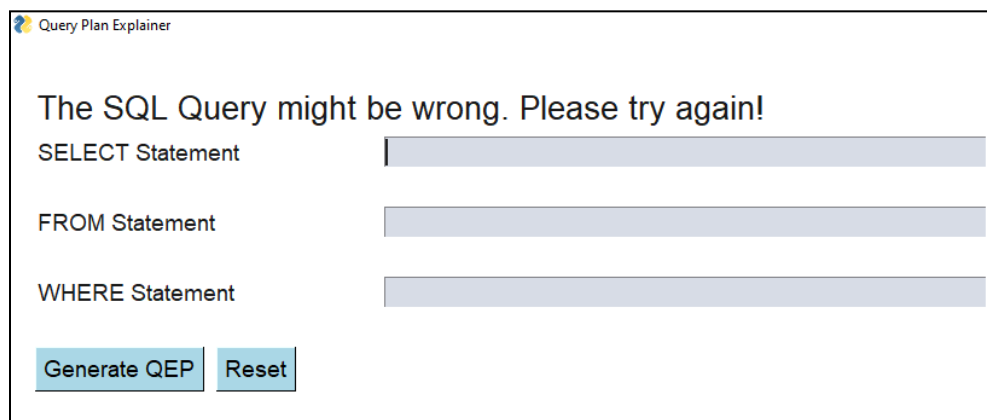 Query Plan Explainer
The SQL Query might be wrong. Please try again!
SELECT Statement
FROM Statement
WHERE Statement
Generate QEP Reset